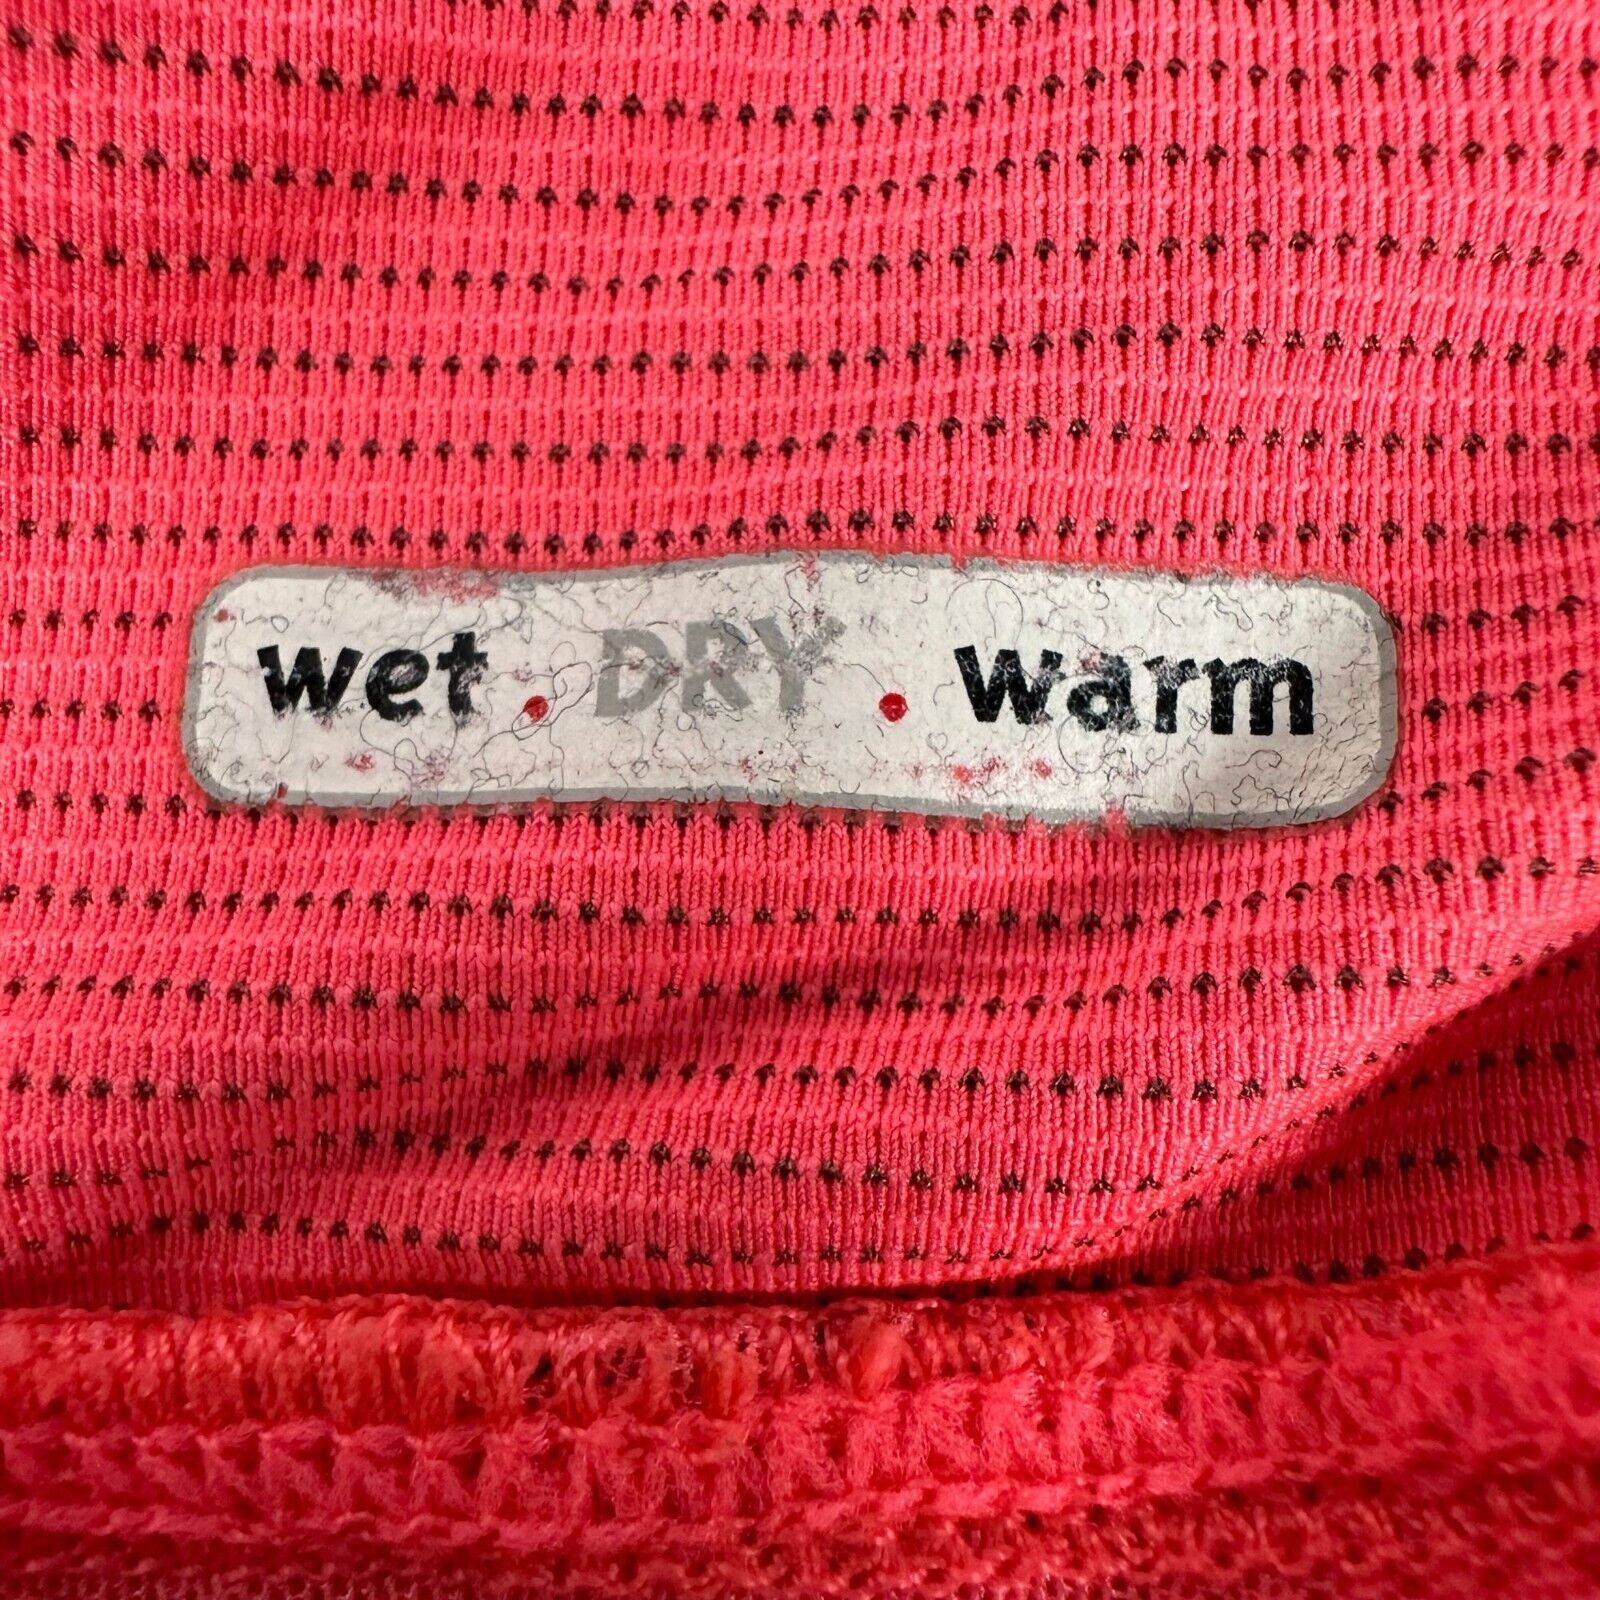 wet . DRY . warm